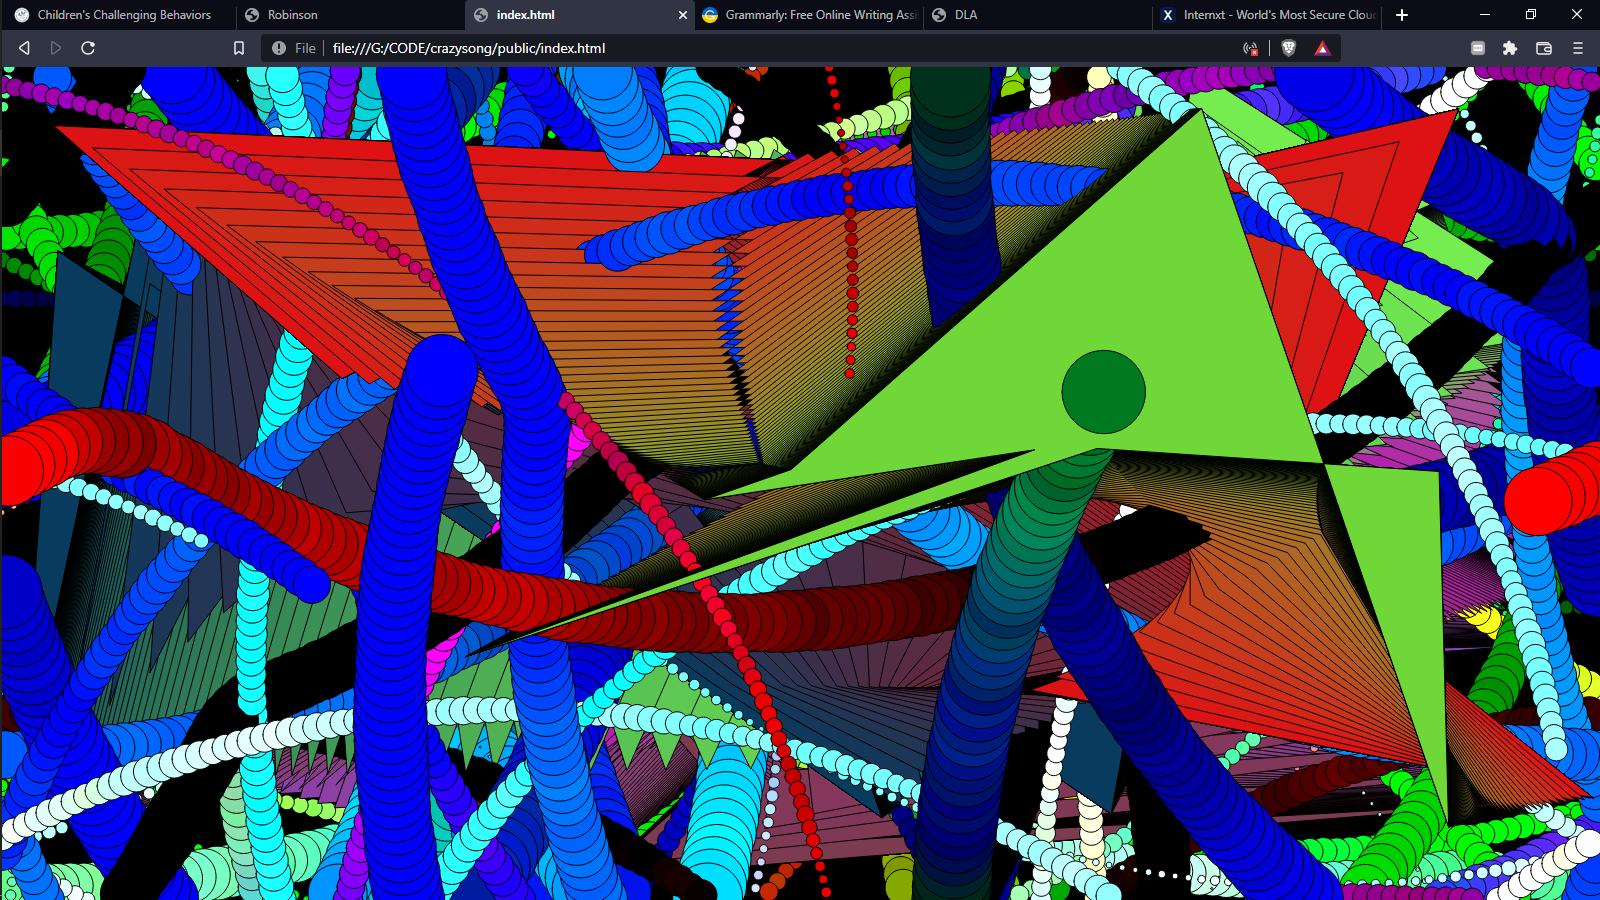 Children's Challenging Behaviors
Robinson
index.html
Grammarly: Free Online Writing Assi
DLA
Internxt - World's Most Secure Clou
File
file:///G:/CODE/crazysong/public/index.html